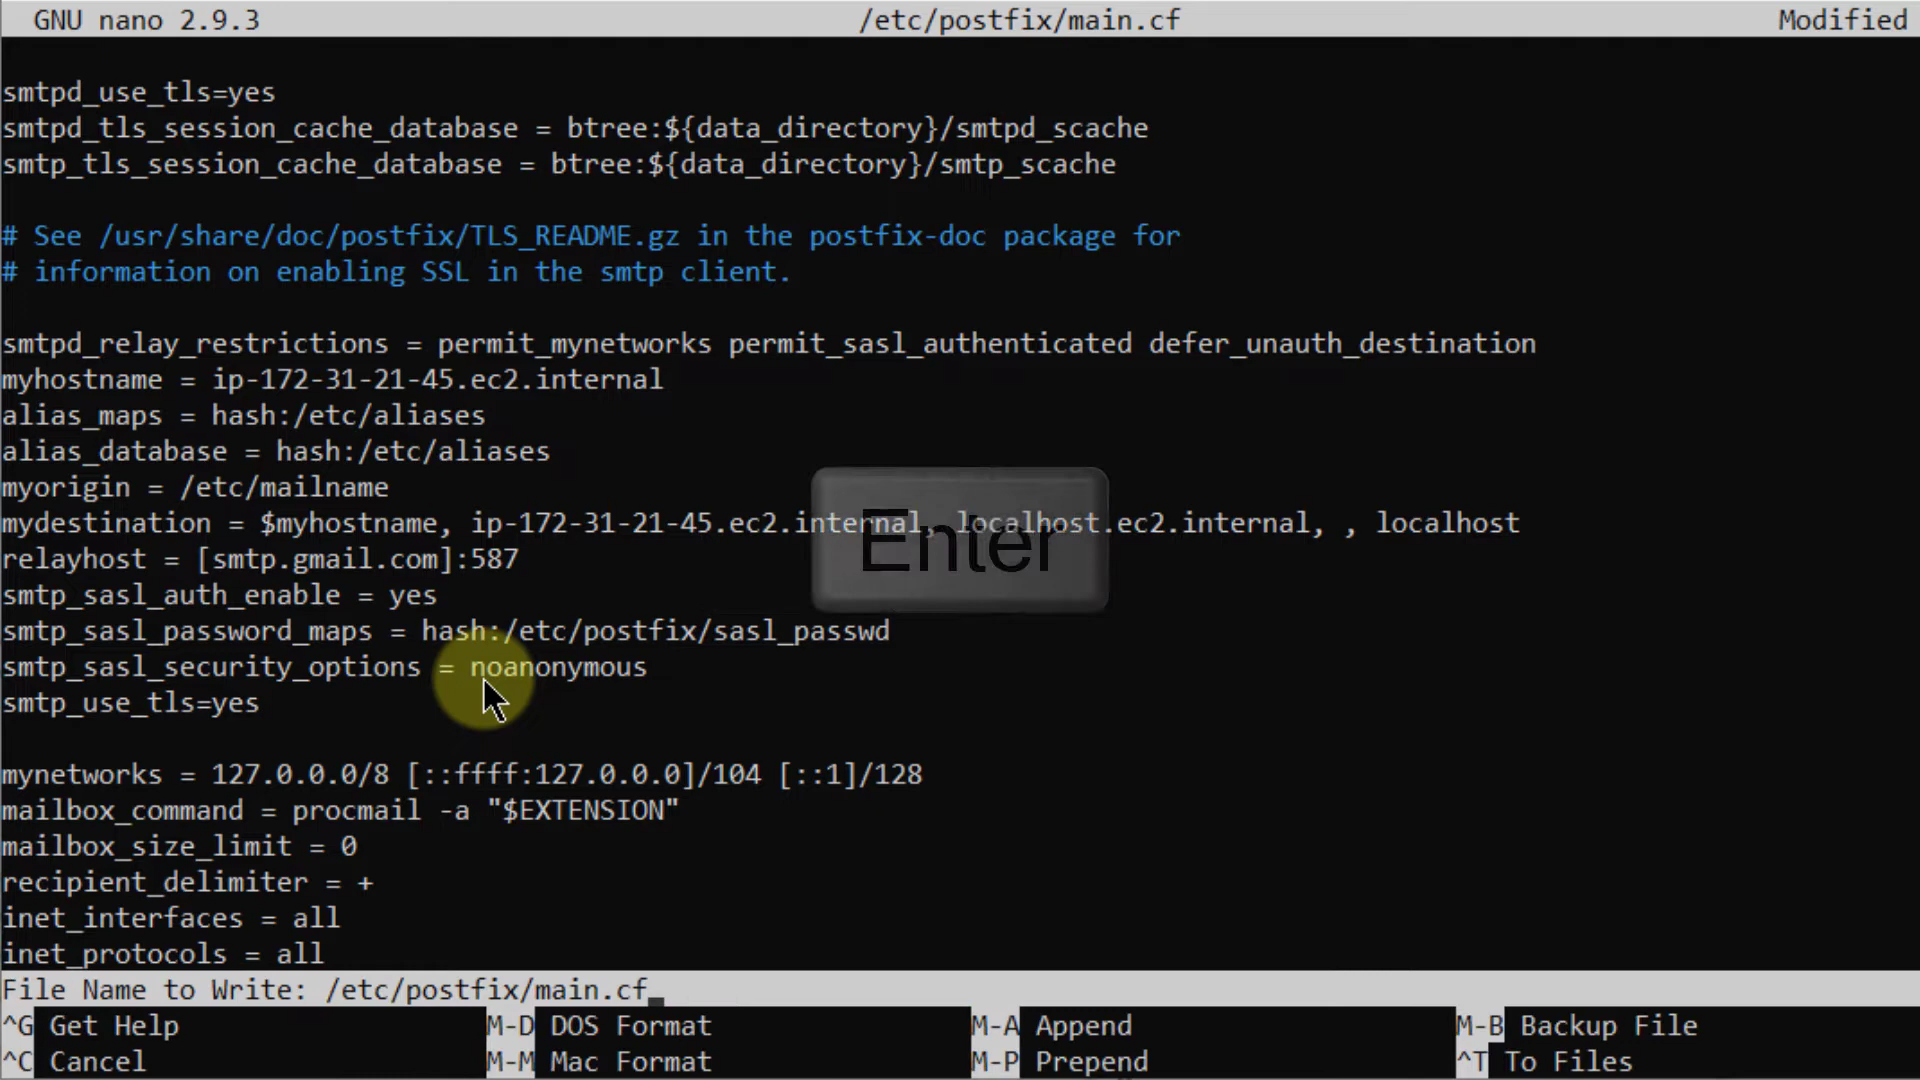 GNU nano 2.9.3 /etc/postfix/main.cf Modified
smtpd_use_tls=yes
smtpd_tls_session_cache_database = btree:${data_directory}/smtpd_scache
smtp_tls_session_cache_database = btree:${data_directory}/smtp_scache
# See /usr/share/doc/postfix/TLS_README.gz in the postfix-doc package for
# information on enabling SSL in the smtp client.
smtpd_relay_restrictions = permit_mynetworks permit_sasl_authenticated defer_unauth_destination
myhostname = ip-172-31-21-45.ec2.internal
alias_maps = hash:/etc/aliases
alias_database = hash:/etc/aliases
myorigin = /etc/mailname
mydestination = $myhostname, ip-172-31-21-45.ec2.internal, localhost.ec2.internal, , localhost
Enter
relayhost = [smtp.gmail.com]:587
smtp_sasl_auth_enable = yes
smtp_sasl_password_maps = hash:/etc/postfix/sasl_passwd
smtp_sasl_security_options = noanonymous
smtp_use_tls=yes
mynetworks = 127.0.0.0/8 [::ffff:127.0.0.0]/104 [::1]/128
mailbox_command = procmail -a "$EXTENSION"
mailbox_size_limit = 0
recipient_delimiter = +
inet_interfaces = all
inet_protocols = all
File Name to Write: /etc/postfix/main.cf
^G Get Help M-D DOS Format M-A Append M-B Backup File
^C Cancel M-M Mac Format M-P Prepend ^T To Files